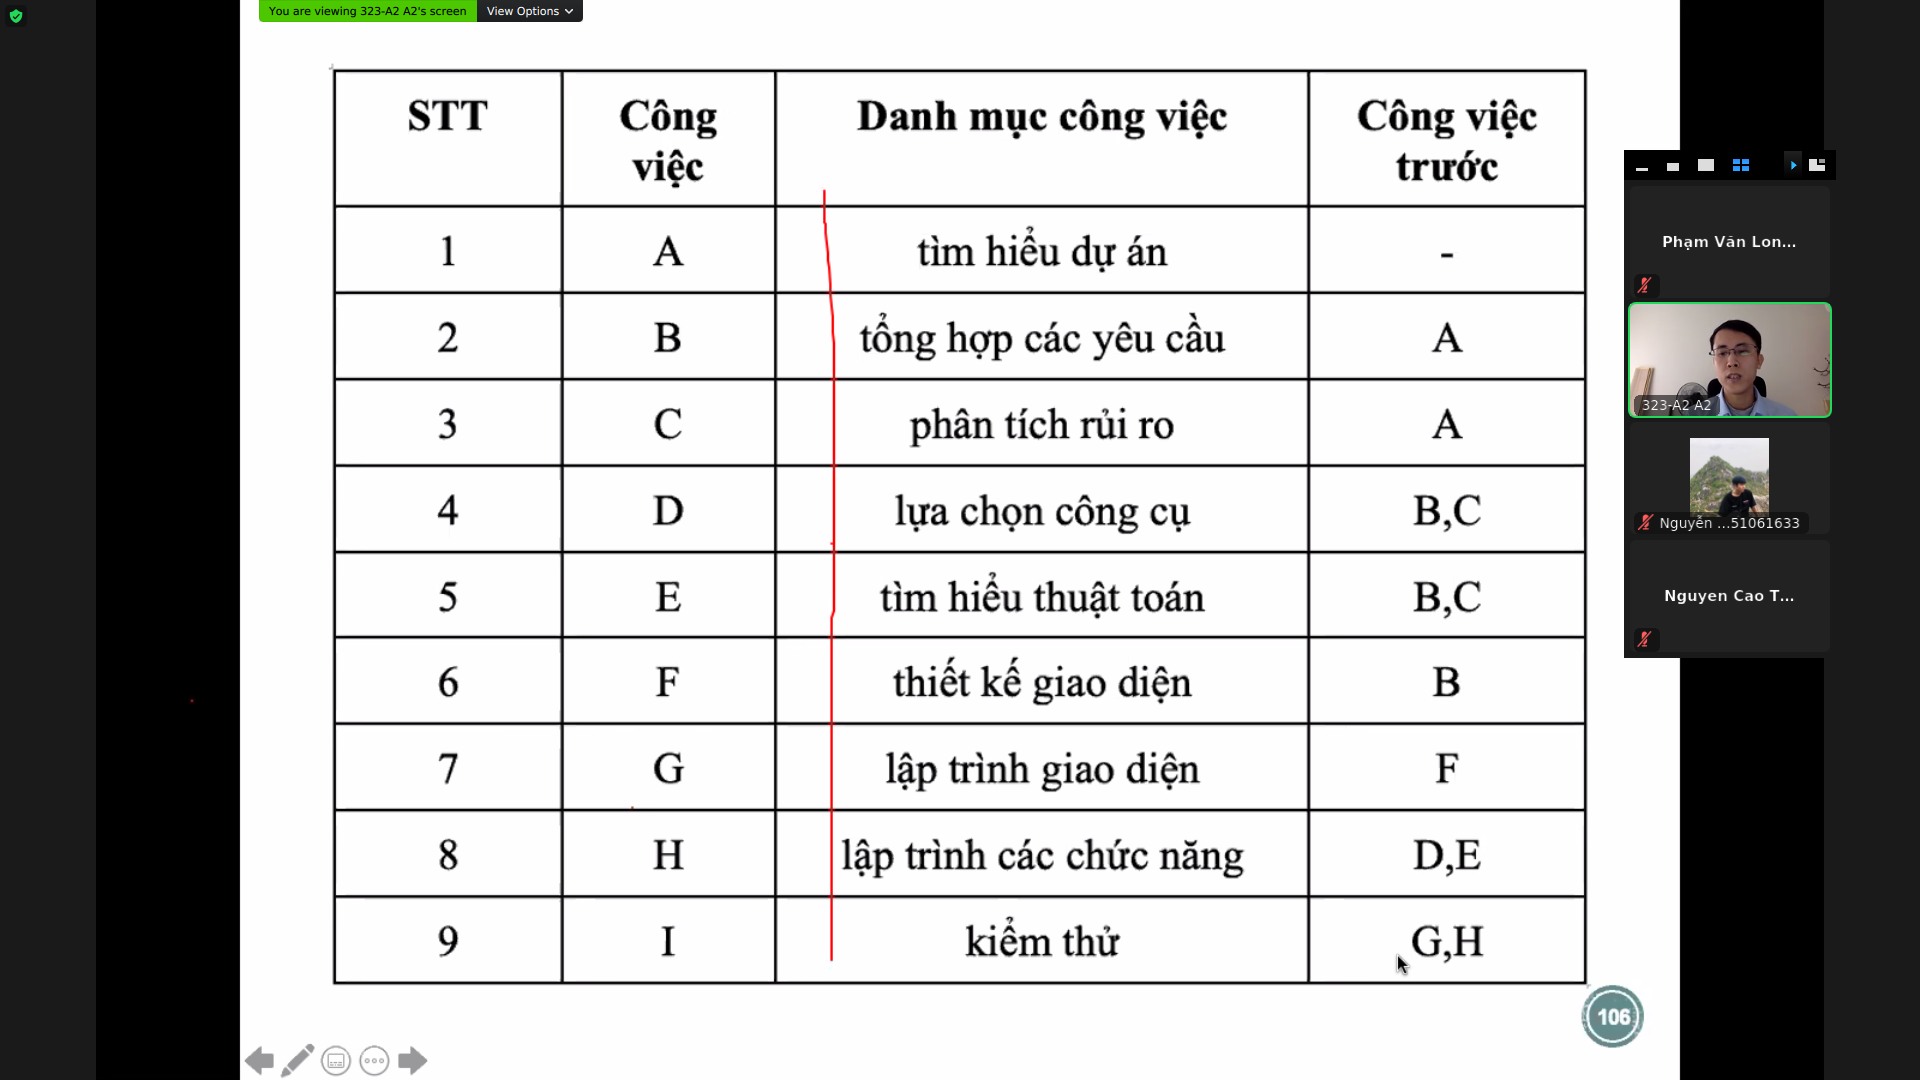 You are viewing 323-A2 A2's screen View Options
STT Công việc Danh mục công việc Công việc trước
1 A tìm hiểu dự án -
2 B tổng hợp các yêu cầu A
3 C phân tích rủi ro A
4 D lựa chọn công cụ B,C
5 E tìm hiểu thuật toán B,C
6 F thiết kế giao diện B
7 G lập trình giao diện F
8 H lập trình các chức năng D,E
9 I kiểm thử G,H
106
Phạm Văn Lon...
323-A2 A2
Nguyễn ...51061633
Nguyen Cao T...